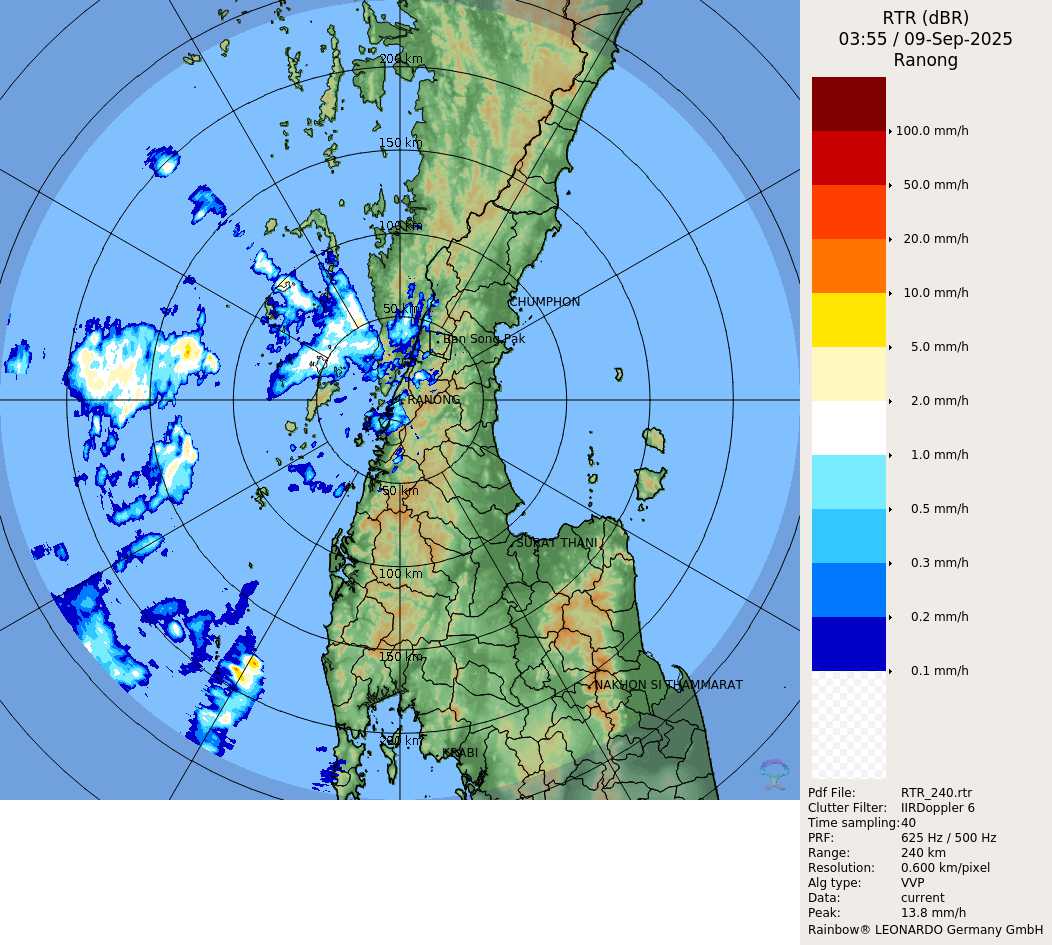 RTR (dBR)
03:55 / 09-Sep-2025
Ranong
200 km
150 km
100 km
50 km
CHUMPHON
Ban Song Pak
RANONG
50 km
SURAT THANI
100 km
150 km
NAKHON SI THAMMARAT
200 km
KRABI
100.0 mm/h
50.0 mm/h
20.0 mm/h
10.0 mm/h
5.0 mm/h
2.0 mm/h
1.0 mm/h
0.5 mm/h
0.3 mm/h
0.2 mm/h
0.1 mm/h
Pdf File: RTR_240.rtr
Clutter Filter: IIRDoppler 6
Time sampling:40
PRF: 625 Hz / 500 Hz
Range: 240 km
Resolution: 0.600 km/pixel
Alg type: VVP
Data: current
Peak: 13.8 mm/h
Rainbow® LEONARDO Germany GmbH